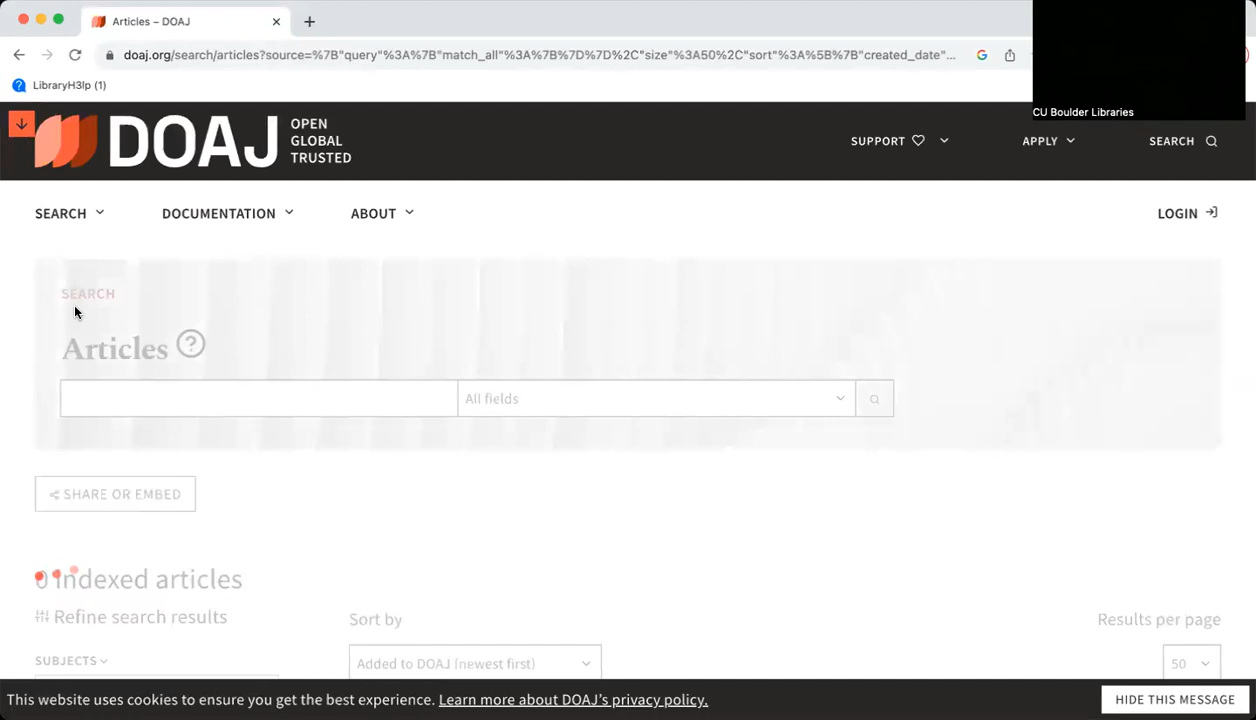 Articles – DOAJ
doaj.org/search/articles?source=%7B"query"%3A%7B"match_all"%3A%7B%7D%7D%2C"size"%3A50%2C"sort"%3A%5B%7B"created_date"...
LibraryH3lp (1)
CU Boulder Libraries
DOAJ
OPEN
GLOBAL
TRUSTED
SUPPORT
APPLY
SEARCH
SEARCH
DOCUMENTATION
ABOUT
LOGIN
SEARCH
Articles ?
All fields
SHARE OR EMBED
0 indexed articles
Refine search results
Sort by
Results per page
SUBJECTS
Added to DOAJ (newest first)
50
This website uses cookies to ensure you get the best experience. Learn more about DOAJ's privacy policy.
HIDE THIS MESSAGE